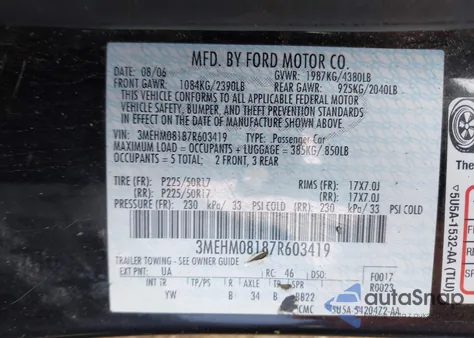 MFD. BY FORD MOTOR CO.
DATE: 08/06 GVWR: 1987KG/4380LB
FRONT GAWR: 1084KG/2390LB REAR GAWR: 925KG/2040LB
THIS VEHICLE CONFORMS TO ALL APPLICABLE FEDERAL MOTOR
VEHICLE SAFETY, BUMPER, AND THEFT PREVENTION STANDARDS
IN EFFECT ON THE DATE OF MANUFACTURE SHOWN ABOVE.
VIN: 3MEHM08187R603419 TYPE: Passenger Car
MAXIMUM LOAD = OCCUPANTS + LUGGAGE = 385KG/ 850LB
OCCUPANTS = 5 TOTAL; 2 FRONT, 3 REAR
TIRE (FR): P225/50R17 RIMS (FR): 17X7.0J
(RR): P225/50R17 (RR): 17X7.0J
PRESSURE (FR): 230 kPa/ 33 PSI COLD (RR): 230 kPa/ 33 PSI COLD
3MEHM08187R603419
TRAILER TOWING - SEE OWNER GUIDE
EXT PNT: UA RC: 46 DSO: F0017
R0023
INT TR TP/PS R AXLE TR SPR
YW B 34 B BB22
CMC 5U5A-5420472-AA
The
5U5A-1532-AA (TLU)
AutoSnap